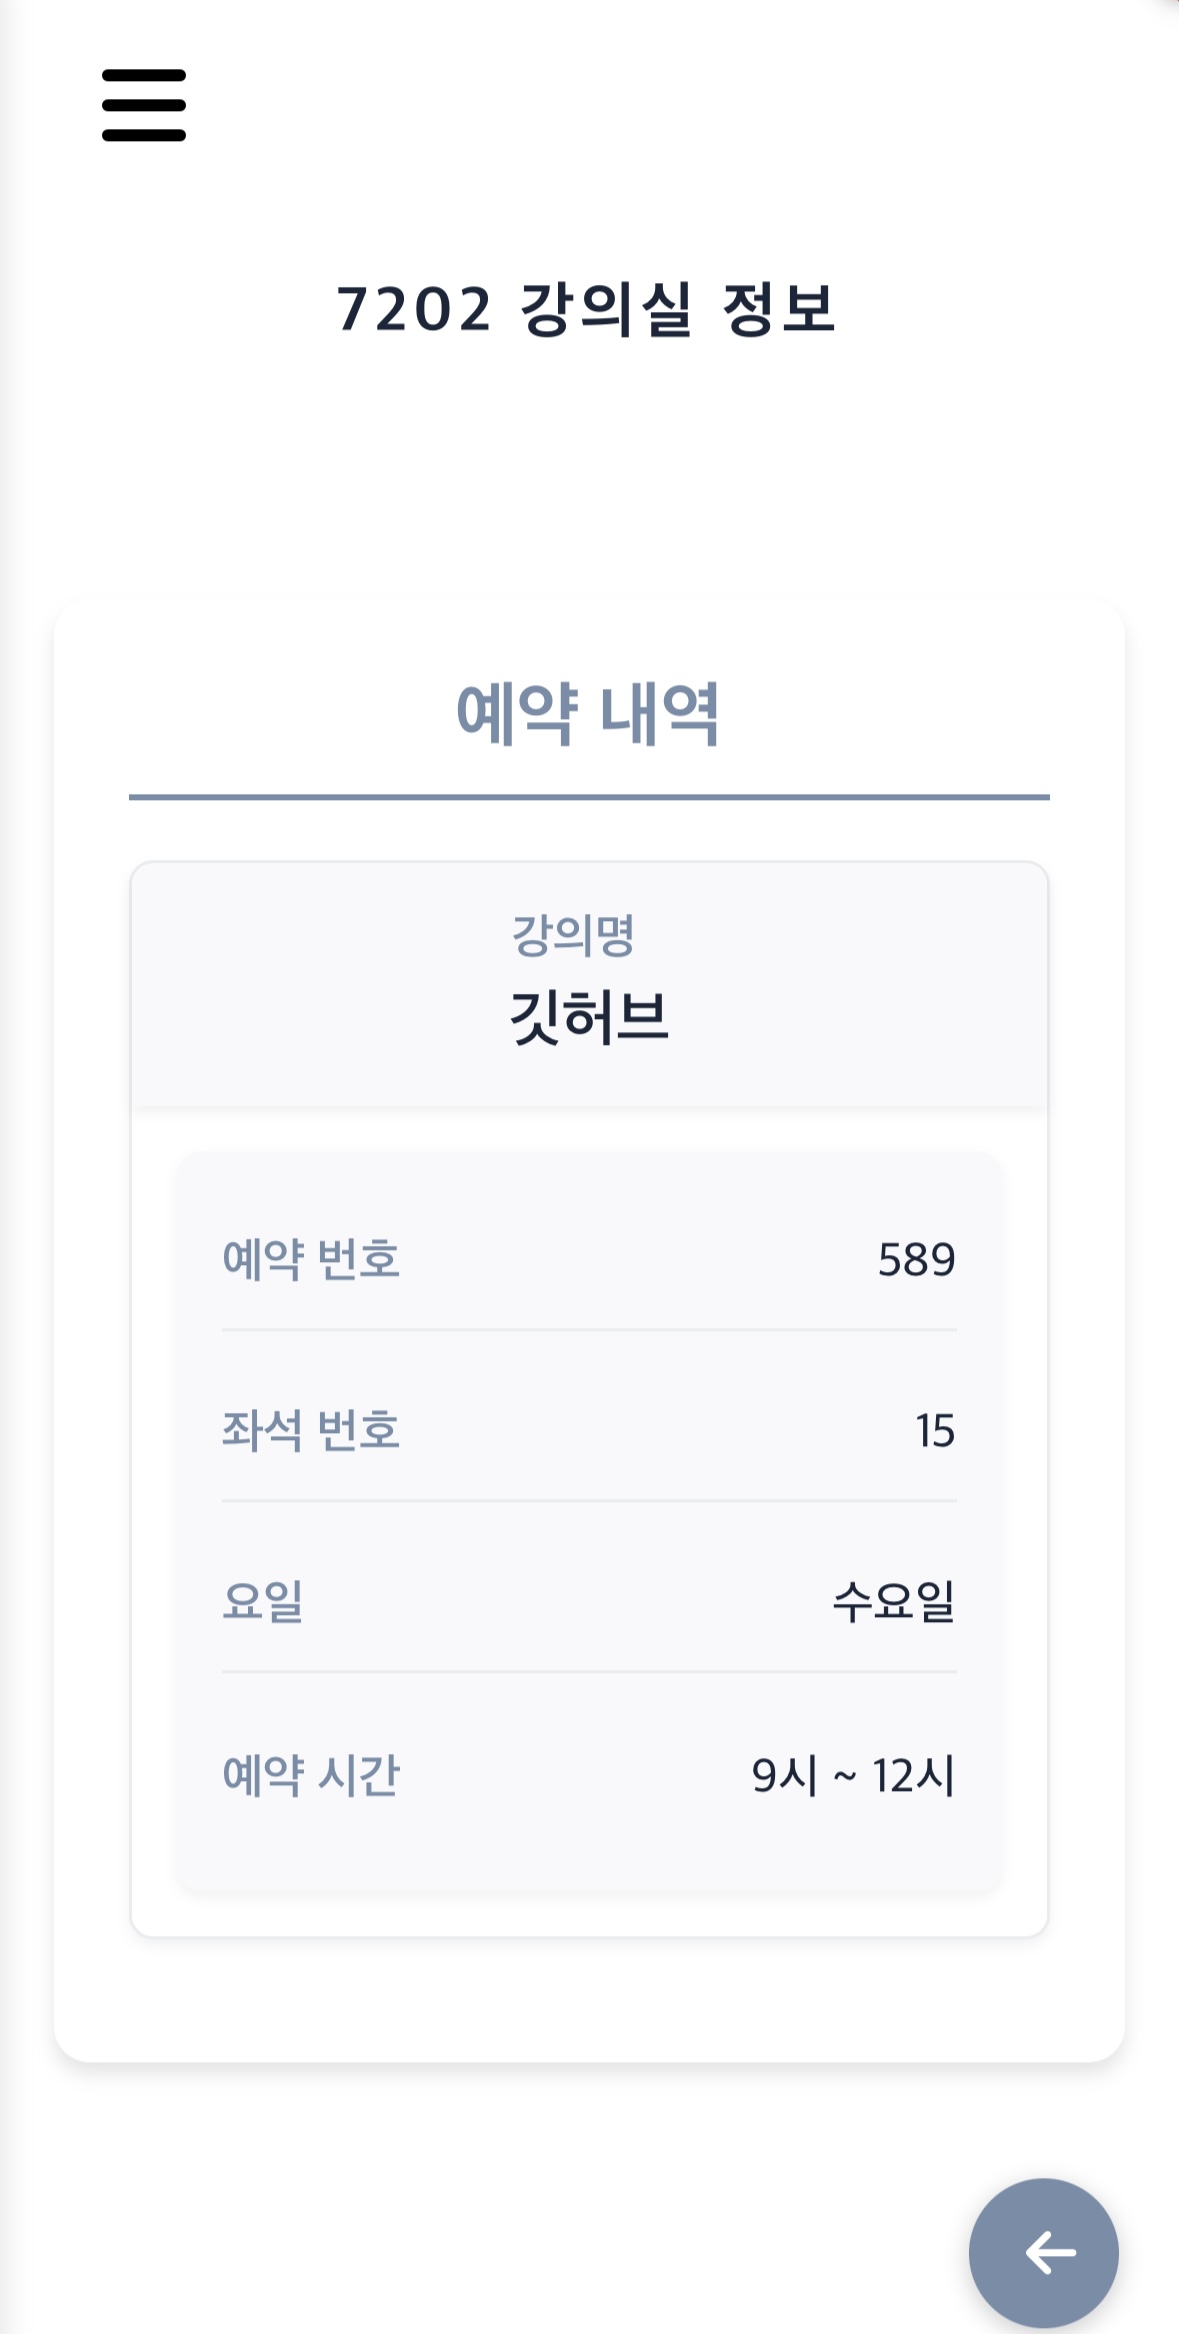 7202 강의실 정보
예약 내역
강의명
깃허브
예약 번호 589
좌석 번호 15
요일 수요일
예약 시간 9시 ~ 12시